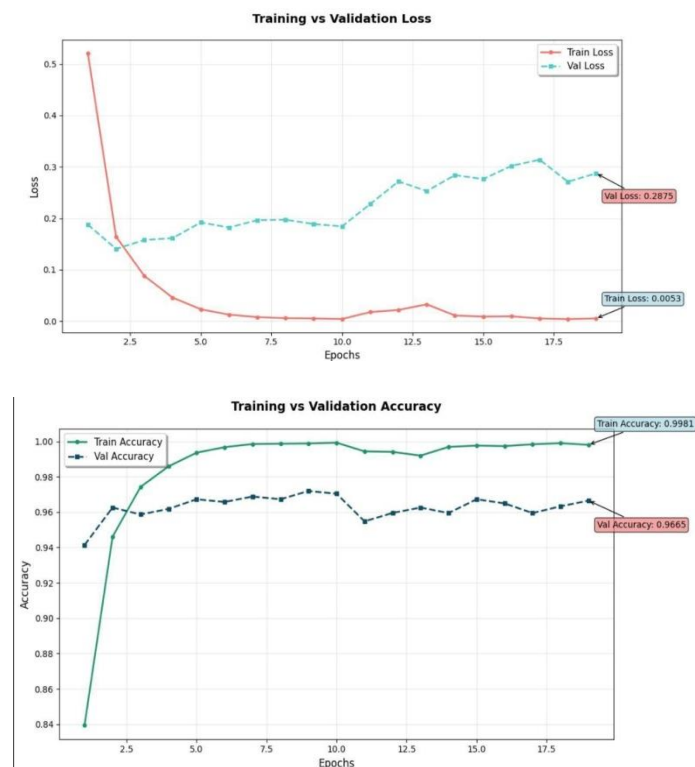 Training vs Validation Loss
Train Loss
Val Loss
0.5
0.4
0.3
0.2
0.1
0.0
Loss
Val Loss: 0.2875
Train Loss: 0.0053
2.5 5.0 7.5 10.0 12.5 15.0 17.5
Epochs
Training vs Validation Accuracy
Train Accuracy: 0.9981
Train Accuracy
Val Accuracy
1.00
0.98
0.96
0.94
0.92
0.90
0.88
0.86
0.84
Accuracy
Val Accuracy: 0.9665
2.5 5.0 7.5 10.0 12.5 15.0 17.5
Epochs